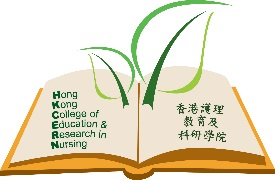 Hong
Kong
College of
Education &
Research in
Nursing
香港護理
教育及
科研學院